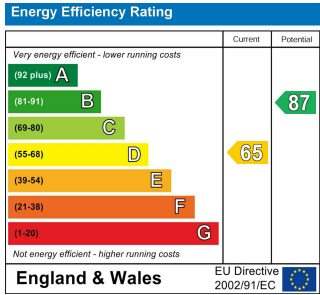 Energy Efficiency Rating
Current Potential
Very energy efficient - lower running costs
(92 plus) A
(81-91) B
87
(69-80) C
(55-68) D
65
(39-54) E
(21-38) F
(1-20) G
Not energy efficient - higher running costs
England & Wales
EU Directive
2002/91/EC